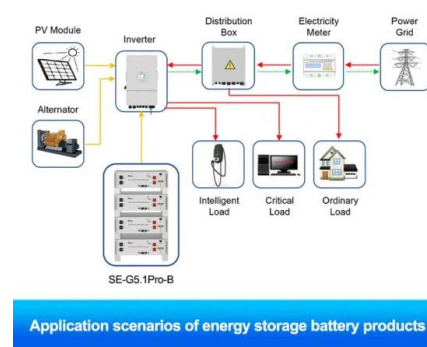 PV Module
Inverter
Distribution
Box
Electricity
Meter
Power
Grid
Alternator
Intelligent
Load
Critical
Load
Ordinary
Load
SE-G5.1Pro-B
Application scenarios of energy storage battery products